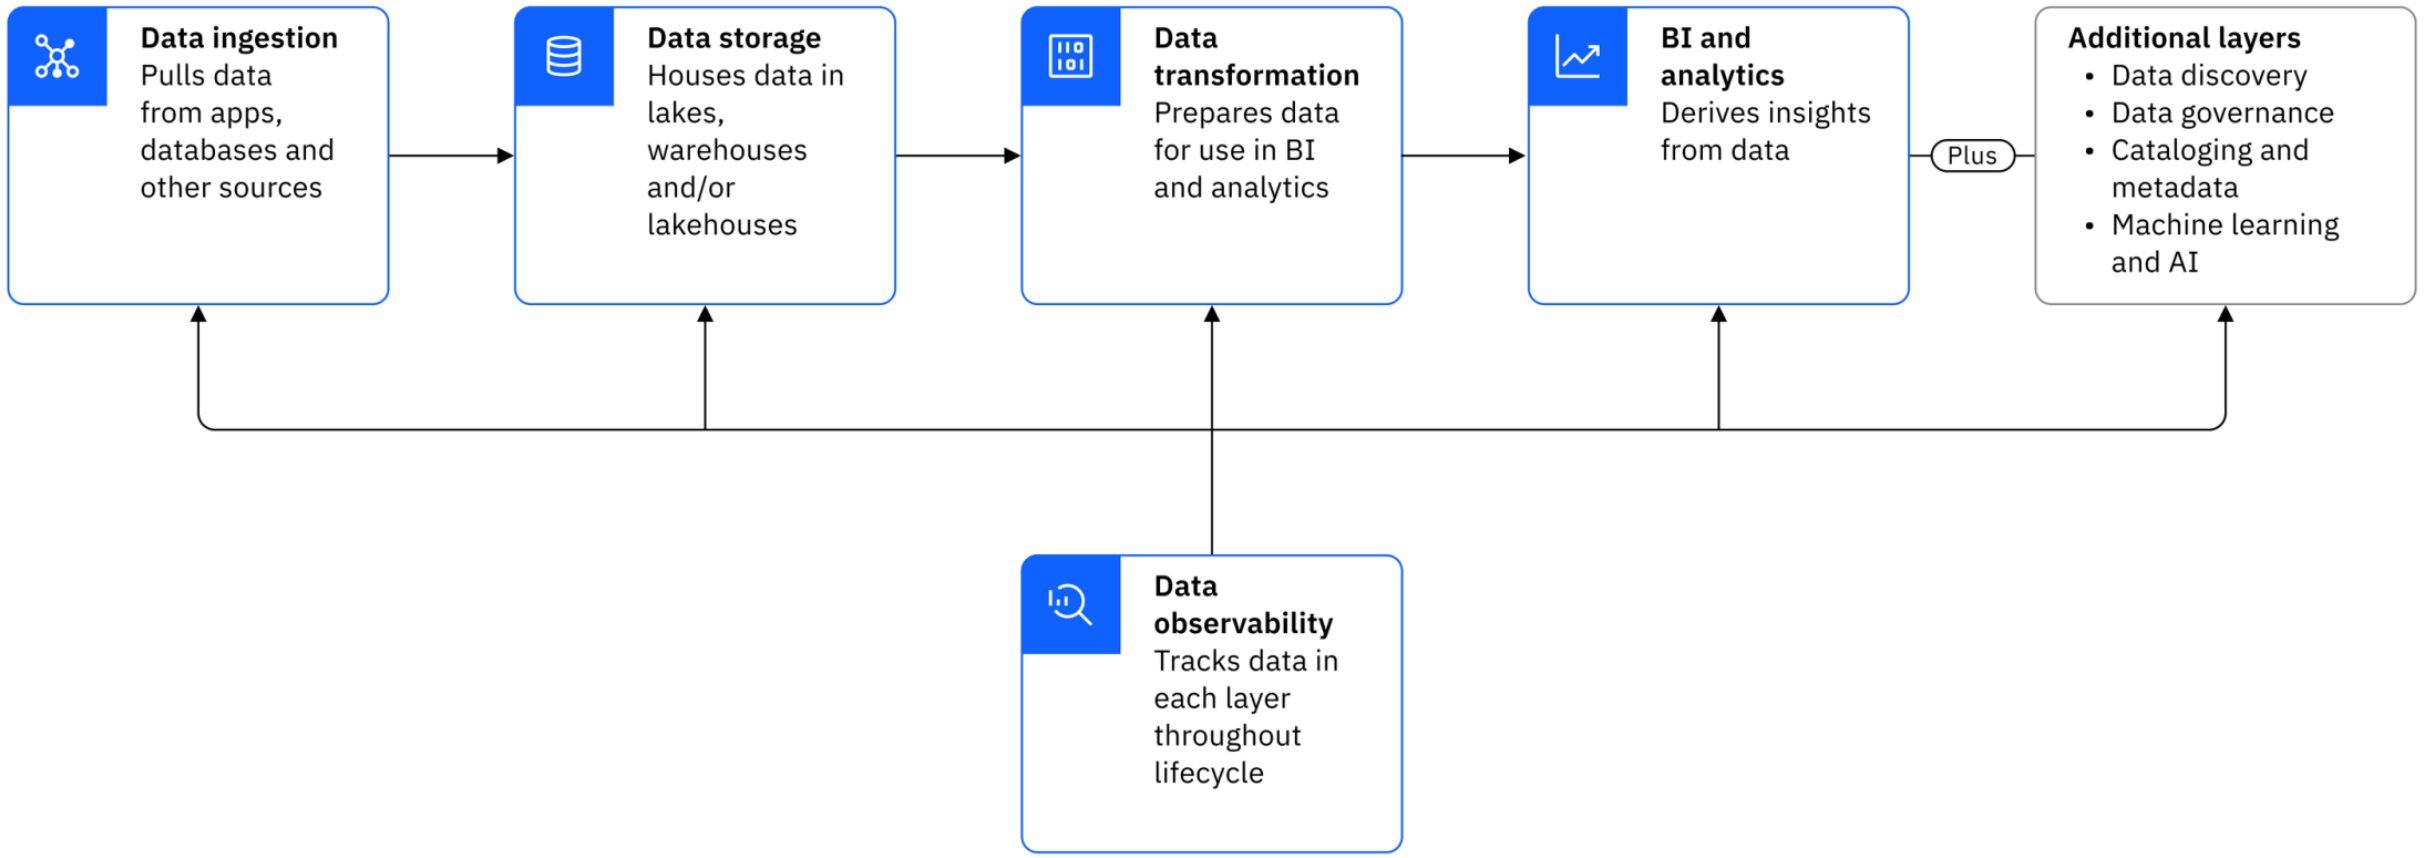 Data ingestion
Pulls data
from apps,
databases and
other sources
Data storage
Houses data in
lakes,
warehouses
and/or
lakehouses
110
101
Data
transformation
Prepares data
for use in BI
and analytics
BI and
analytics
Derives insights
from data
Plus
Additional layers
• Data discovery
• Data governance
• Cataloging and
metadata
• Machine learning
and AI
Data
observability
Tracks data in
each layer
throughout
lifecycle